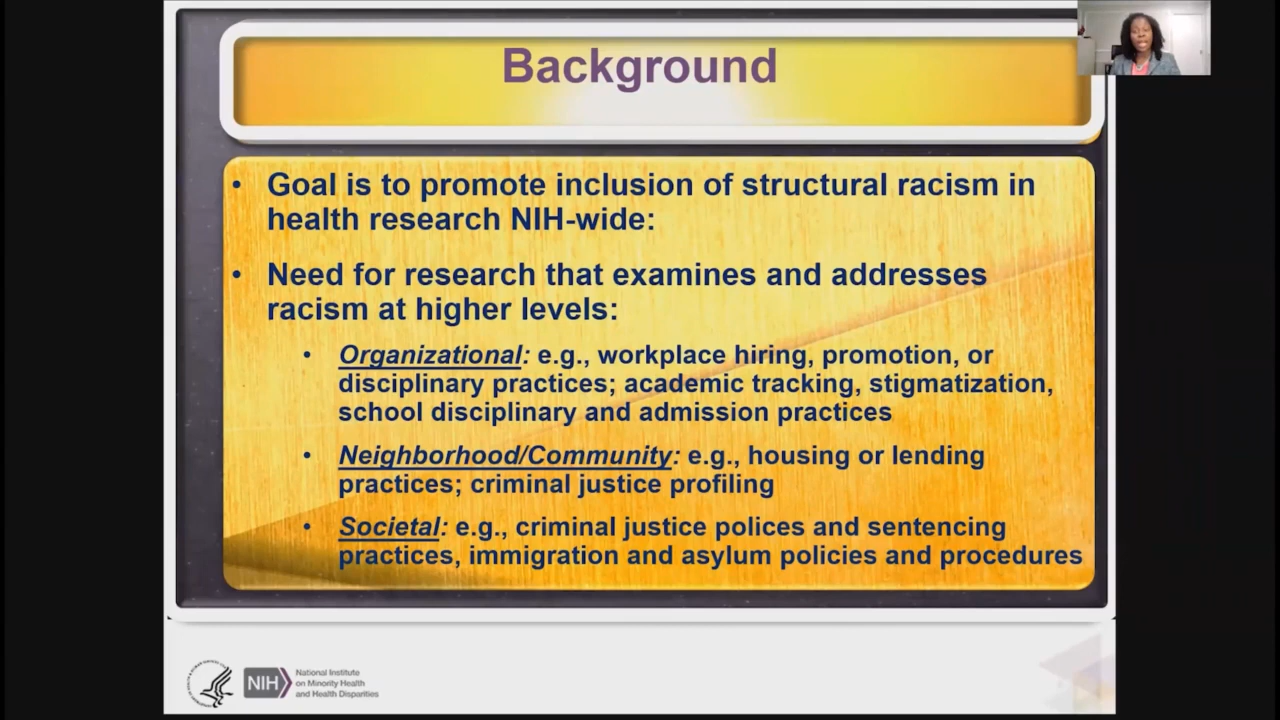 Background
• Goal is to promote inclusion of structural racism in
health research NIH-wide:
• Need for research that examines and addresses
racism at higher levels:
• Organizational: e.g., workplace hiring, promotion, or
disciplinary practices; academic tracking, stigmatization,
school disciplinary and admission practices
• Neighborhood/Community: e.g., housing or lending
practices; criminal justice profiling
• Societal: e.g., criminal justice polices and sentencing
practices, immigration and asylum policies and procedures
NIH
National Institute
on Minority Health
and Health Disparities